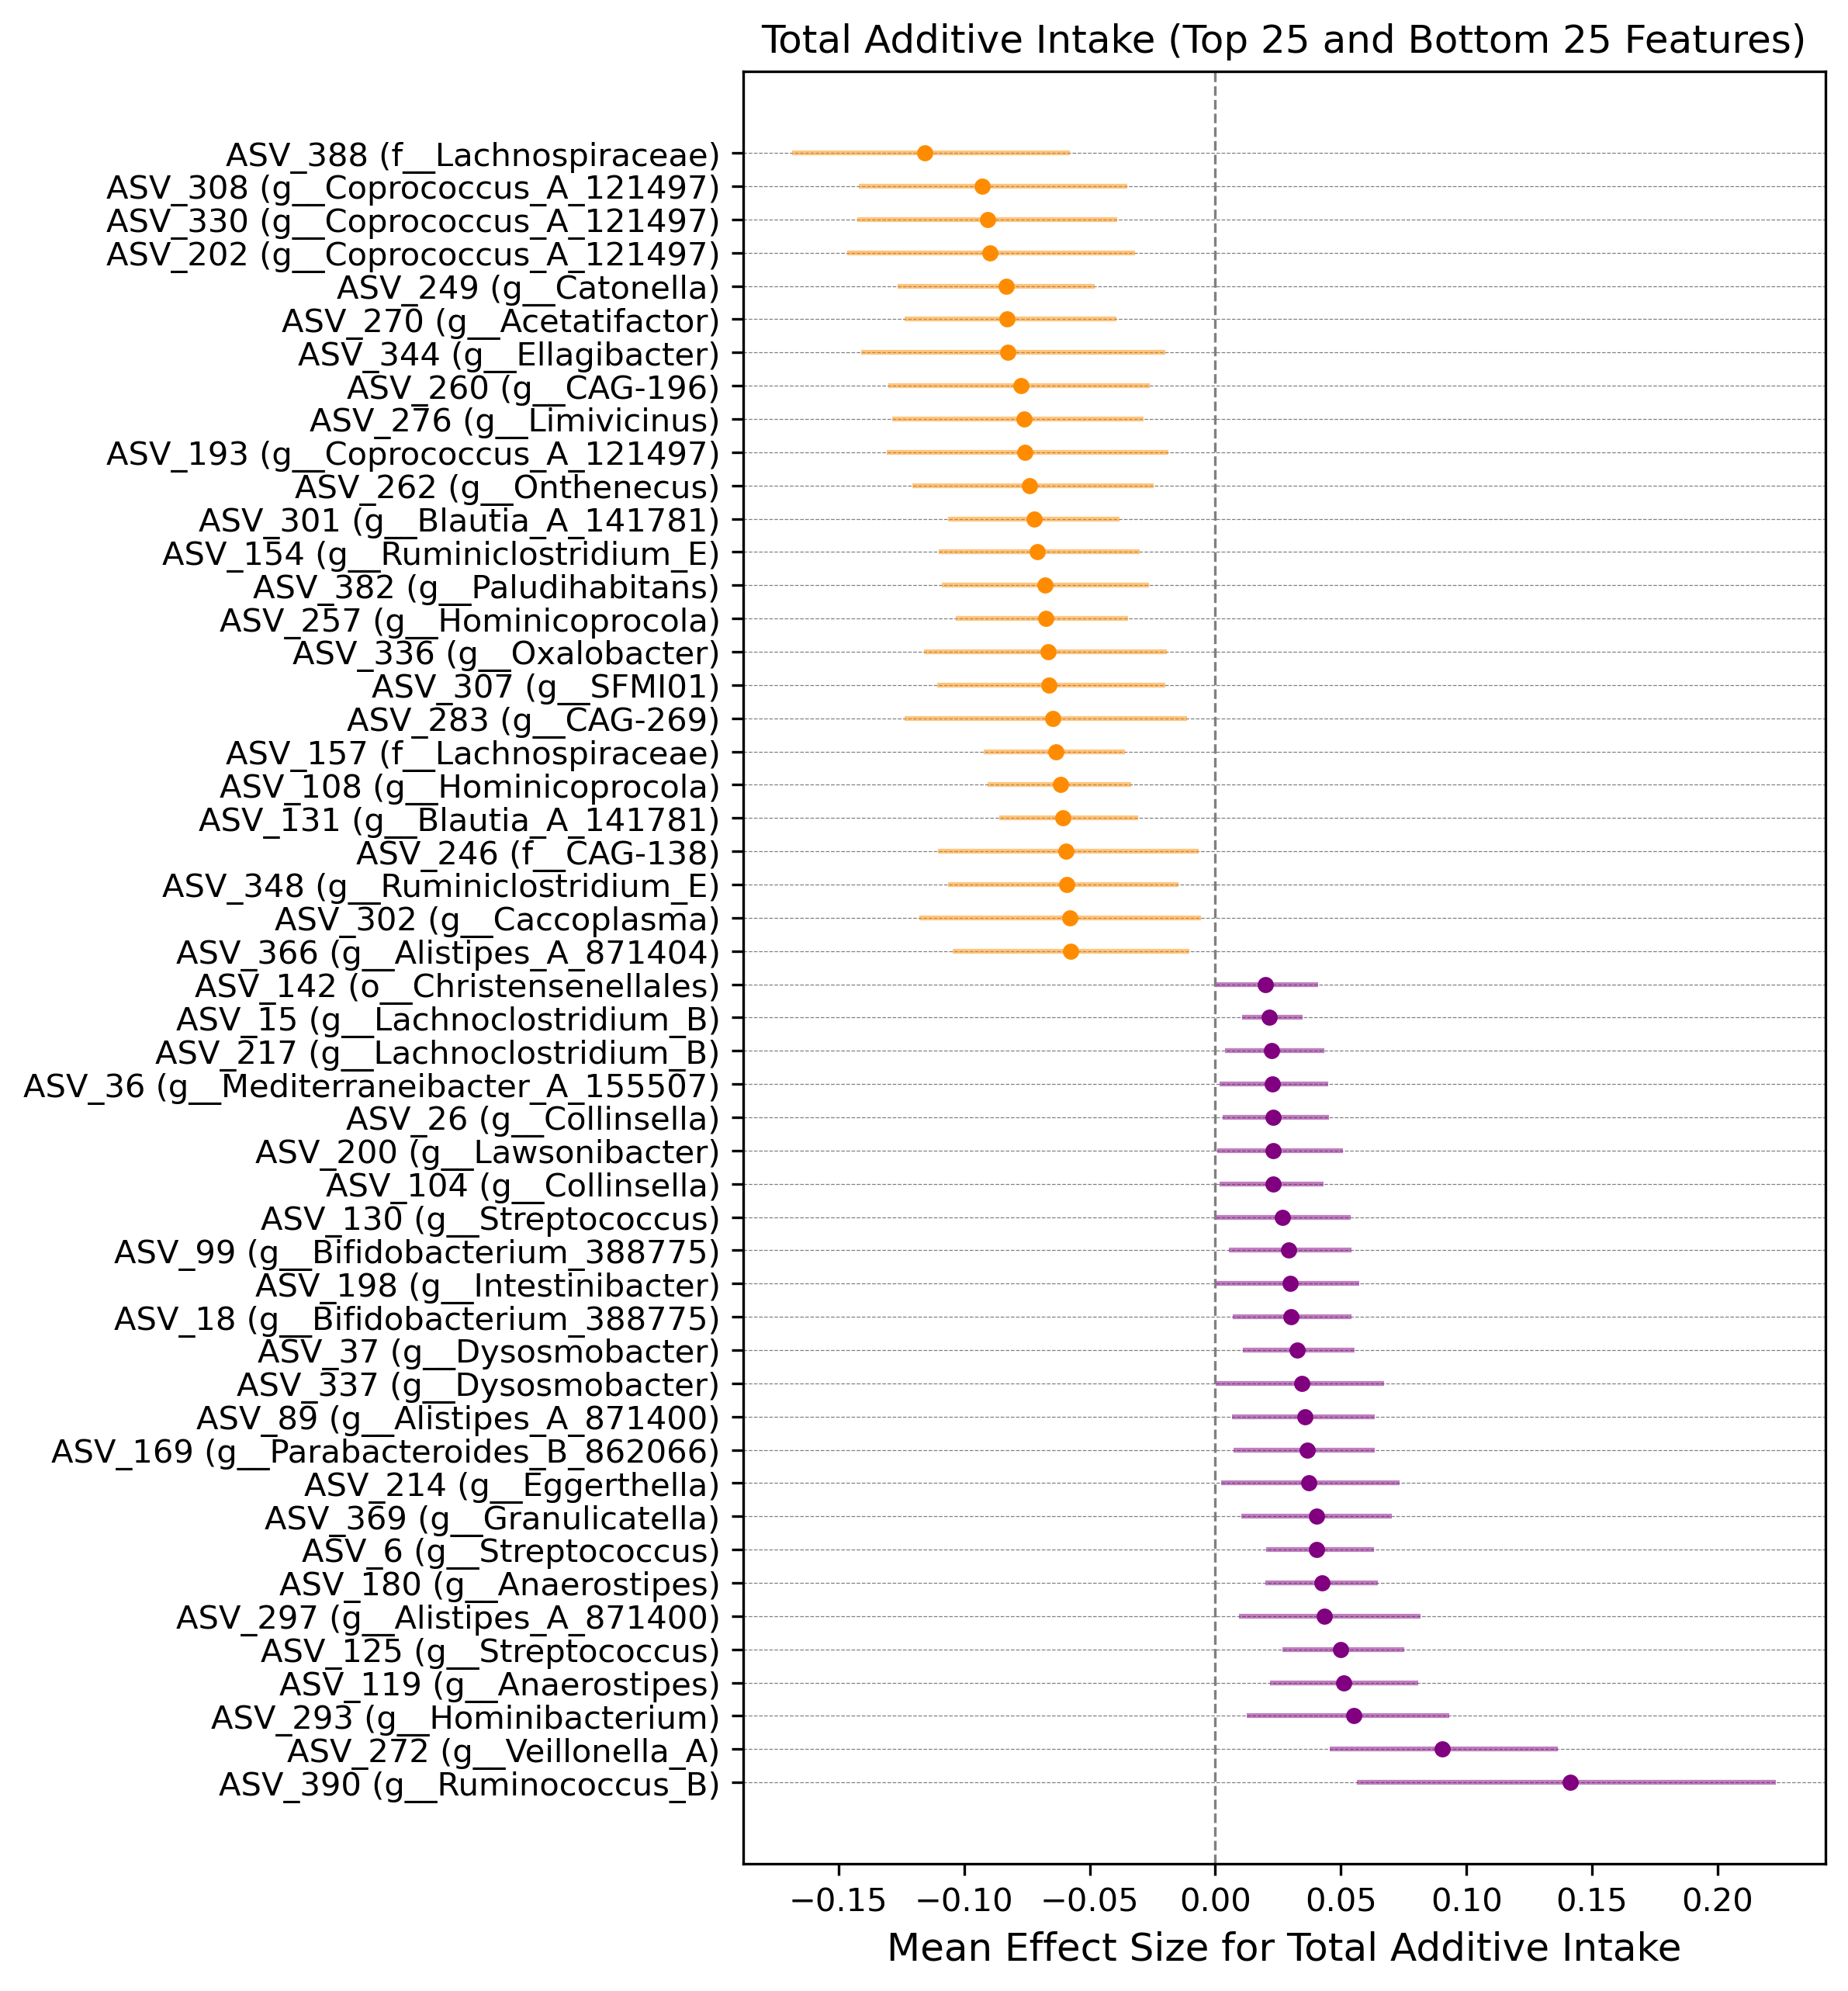 Total Additive Intake (Top 25 and Bottom 25 Features)
ASV_388 (f__Lachnospiraceae)
ASV_308 (g__Coprococcus_A_121497)
ASV_330 (g__Coprococcus_A_121497)
ASV_202 (g__Coprococcus_A_121497)
ASV_249 (g__Catonella)
ASV_270 (g__Acetatifactor)
ASV_344 (g__Ellagibacter)
ASV_260 (g__CAG-196)
ASV_276 (g__Limivicinus)
ASV_193 (g__Coprococcus_A_121497)
ASV_262 (g__Onthenecus)
ASV_301 (g__Blautia_A_141781)
ASV_154 (g__Ruminiclostridium_E)
ASV_382 (g__Paludihabitans)
ASV_257 (g__Hominicoprocola)
ASV_336 (g__Oxalobacter)
ASV_307 (g__SFMI01)
ASV_283 (g__CAG-269)
ASV_157 (f__Lachnospiraceae)
ASV_108 (g__Hominicoprocola)
ASV_131 (g__Blautia_A_141781)
ASV_246 (f__CAG-138)
ASV_348 (g__Ruminiclostridium_E)
ASV_302 (g__Caccoplasma)
ASV_366 (g__Alistipes_A_871404)
ASV_142 (o__Christensenellales)
ASV_15 (g__Lachnoclostridium_B)
ASV_217 (g__Lachnoclostridium_B)
ASV_36 (g__Mediterraneibacter_A_155507)
ASV_26 (g__Collinsella)
ASV_200 (g__Lawsonibacter)
ASV_104 (g__Collinsella)
ASV_130 (g__Streptococcus)
ASV_99 (g__Bifidobacterium_388775)
ASV_198 (g__Intestinibacter)
ASV_18 (g__Bifidobacterium_388775)
ASV_37 (g__Dysosmobacter)
ASV_337 (g__Dysosmobacter)
ASV_89 (g__Alistipes_A_871400)
ASV_169 (g__Parabacteroides_B_862066)
ASV_214 (g__Eggerthella)
ASV_369 (g__Granulicatella)
ASV_6 (g__Streptococcus)
ASV_180 (g__Anaerostipes)
ASV_297 (g__Alistipes_A_871400)
ASV_125 (g__Streptococcus)
ASV_119 (g__Anaerostipes)
ASV_293 (g__Hominibacterium)
ASV_272 (g__Veillonella_A)
ASV_390 (g__Ruminococcus_B)
−0.15 −0.10 −0.05 0.00 0.05 0.10 0.15 0.20
Mean Effect Size for Total Additive Intake